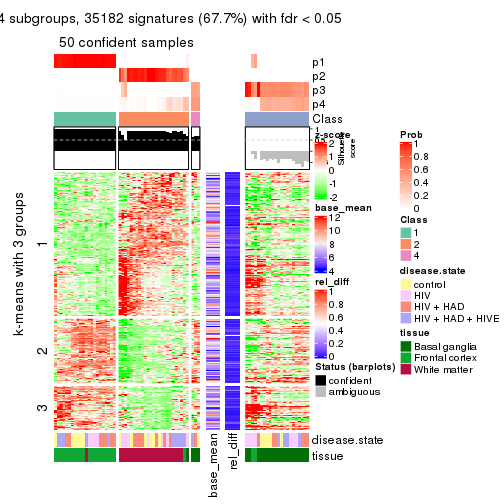 4 subgroups, 35182 signatures (67.7%) with fdr < 0.05
50 confident samples
p1
p2
p3
p4
Class
1
Silhouette
score
k-means with 3 groups
1
2
3
z-score
2
1
0
-1
-2
base_mean
12
10
8
6
4
rel_diff
1
0.8
0.6
0.4
0.2
0
Status (barplots)
confident
ambiguous
Prob
1
0.8
0.6
0.4
0.2
0
Class
1
2
4
disease.state
control
HIV
HIV + HAD
HIV + HAD + HIVE
tissue
Basal ganglia
Frontal cortex
White matter
disease.state
tissue
base_mean
rel_diff